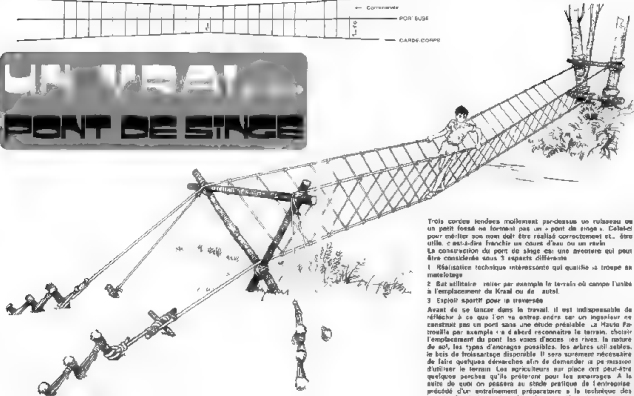 PORTEUSE
GARDE-CORPS
UN VRAI...
PONT DE SINGE
Trois cordes tendues mollement par-dessus un ruisseau ou
un petit fossé ne forment pas un « pont de singe ». Celui-ci
pour mériter son nom doit être réalisé correctement et... être
utile, c'est-à-dire franchir un cours d'eau ou un ravin
La construction du pont de singe est une aventure qui peut
être considérée sous 3 aspects différents
1 Réalisation technique intéressante qui qualifie la troupe en
matelotage
2 But utilitaire relier par exemple le terrain où campe l'unité
à l'emplacement du Kraal ou de autel
3 Exploit sportif pour la traversée
Avant de se lancer dans le travail, il est indispensable de
réfléchir à ce que l'on va entreprendre car un ingénieur ne
construit pas un pont sans une étude préalable. La Haute Pa-
trouille par exemple ira d'abord reconnaître le terrain, choisir
l'emplacement du pont, les voies d'accès, les rives, la nature
du sol, les types d'ancrages possibles, les arbres utilisables,
le bois de froissartage disponible. Il sera sûrement nécessaire
de faire quelques démarches afin de demander la permission
d'utiliser le terrain. Les agriculteurs sur place ont peut-être
quelques perches qu'ils prêteront pour les amarrages. A la
suite de quoi on passera au stade pratique de l'entreprise,
précédé d'un entraînement préparatoire à la technique des